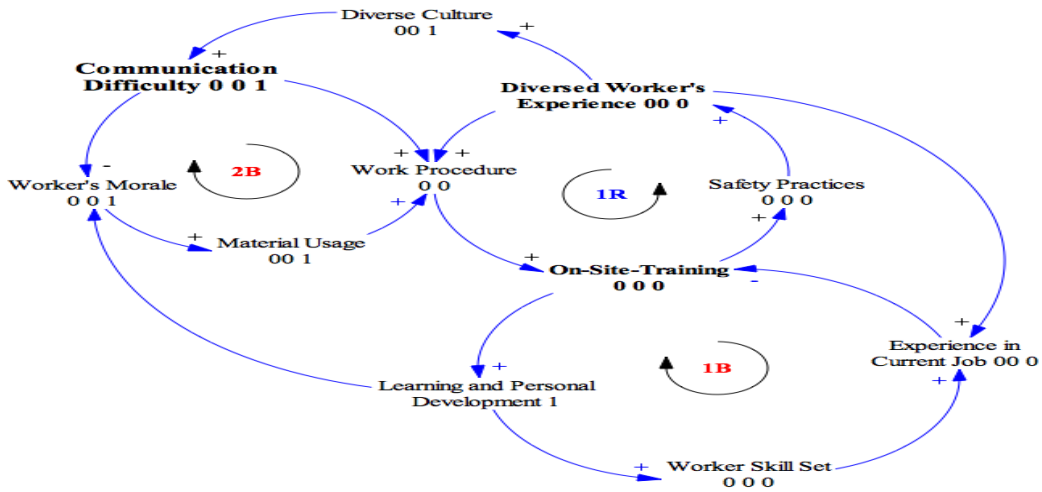 Diverse Culture
00 1
+
+
Communication
Difficulty 0 0 1
Diversed Worker's
Experience 00 0
+
-
2B
+
+
Work Procedure
0 0
Worker's Morale
0 0 1
1R
Safety Practices
0 0 0
+
+
+
Material Usage
00 1
+
On-Site-Training
0 0 0
-
+
Experience in
Current Job 00 0
+
1B
+
Learning and Personal
Development 1
+
Worker Skill Set
0 0 0